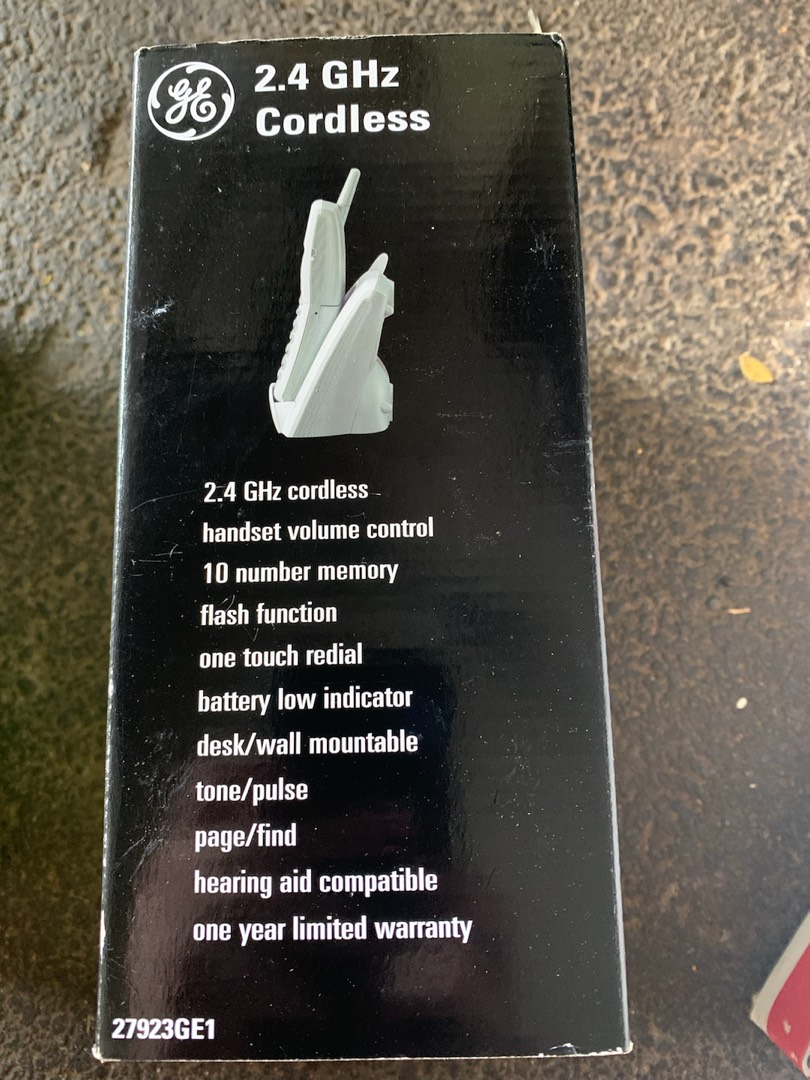 GE
2.4 GHz
Cordless
2.4 GHz cordless
handset volume control
10 number memory
flash function
one touch redial
battery low indicator
desk/wall mountable
tone/pulse
page/find
hearing aid compatible
one year limited warranty
27923GE1